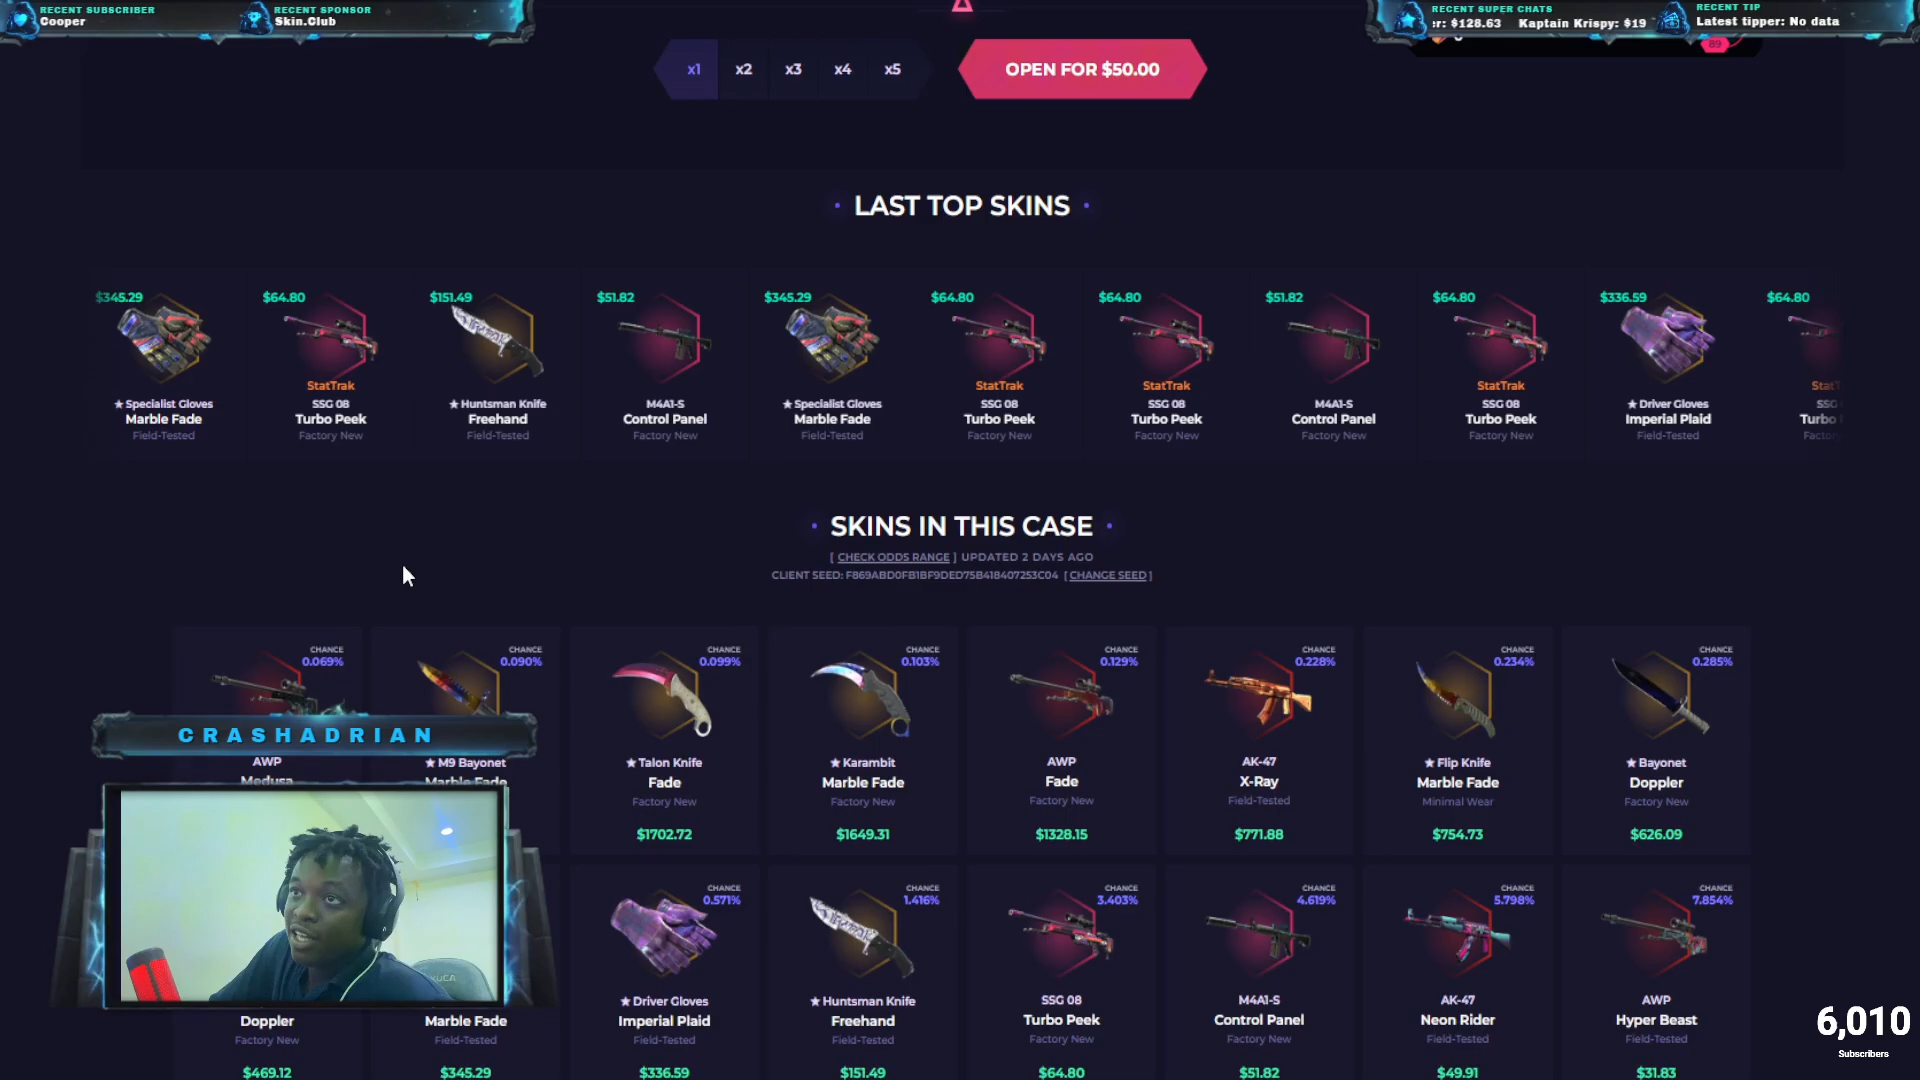 RECENT SUBSCRIBER
Cooper
RECENT SPONSOR
Skin.Club
RECENT SUPER CHATS
r: $128.63 Kaptain Krispy: $19
RECENT TIP
Latest tipper: No data
89
x1 x2 x3 x4 x5
OPEN FOR $50.00
LAST TOP SKINS
$345.29 $64.80 $151.49 $51.82 $345.29 $64.80 $64.80 $51.82 $64.80 $336.59 $64.80
StatTrak StatTrak StatTrak StatTrak StatT
★ Specialist Gloves SSG 08 ★ Huntsman Knife M4A1-S ★ Specialist Gloves SSG 08 SSG 08 M4A1-S SSG 08 ★ Driver Gloves SSG
Marble Fade Turbo Peek Freehand Control Panel Marble Fade Turbo Peek Turbo Peek Control Panel Turbo Peek Imperial Plaid Turbo
Field-Tested Factory New Field-Tested Factory New Field-Tested Factory New Factory New Factory New Factory New Field-Tested Factor
SKINS IN THIS CASE
[ CHECK ODDS RANGE ] UPDATED 2 DAYS AGO
CLIENT SEED: F869ABD0FB1BF9DED75B418407253C04 [ CHANGE SEED ]
CHANCE CHANCE CHANCE CHANCE CHANCE CHANCE CHANCE CHANCE
0.069% 0.090% 0.099% 0.103% 0.129% 0.228% 0.234% 0.285%
CRASHADRIAN
AWP ★ M9 Bayonet ★ Talon Knife ★ Karambit AWP AK-47 ★ Flip Knife ★ Bayonet
Medusa Marble Fade Fade Marble Fade Fade X-Ray Marble Fade Doppler
Factory New Factory New Factory New Field-Tested Minimal Wear Factory New
$1702.72 $1649.31 $1328.15 $771.88 $754.73 $626.09
CHANCE CHANCE CHANCE CHANCE CHANCE CHANCE
0.571% 1.416% 3.403% 4.619% 5.798% 7.854%
★ Driver Gloves ★ Huntsman Knife SSG 08 M4A1-S AK-47 AWP
Doppler Marble Fade Imperial Plaid Freehand Turbo Peek Control Panel Neon Rider Hyper Beast
Factory New Field-Tested Field-Tested Field-Tested Factory New Factory New Field-Tested Field-Tested
$469.12 $345.29 $336.59 $151.49 $64.80 $51.82 $49.91 $31.83
6,010
Subscribers